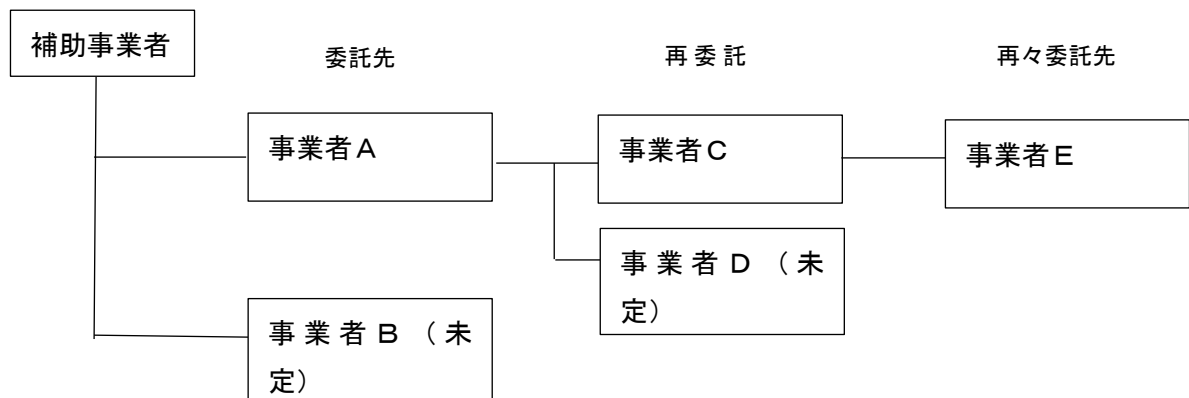 補助事業者
委託先
再委託
再々委託先
事業者A
事業者C
事業者E
事業者D(未
定)
事業者B(未
定)